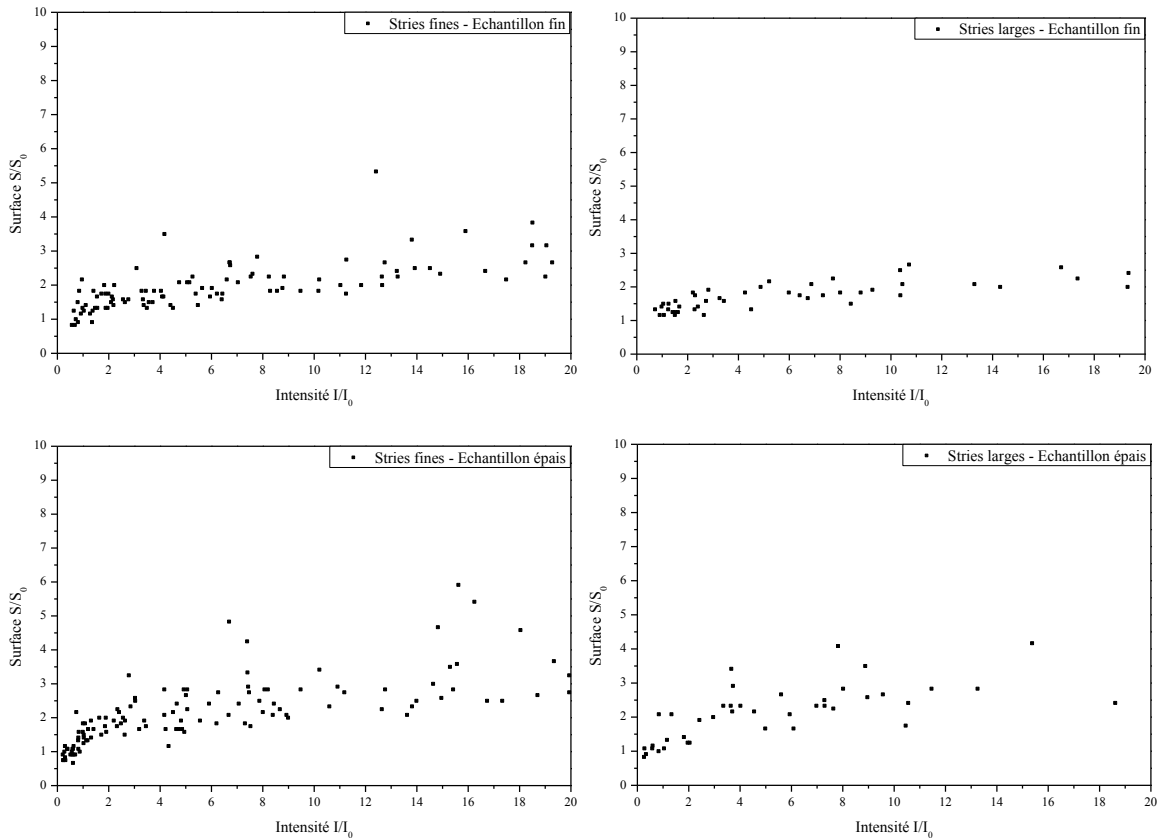 Stries fines - Echantillon fin
10
9
8
7
6
5
4
3
2
1
0
Surface S/S0
0 2 4 6 8 10 12 14 16 18 20
Intensité I/I0
Stries larges - Echantillon fin
10
9
8
7
6
5
4
3
2
1
0
Surface S/S0
0 2 4 6 8 10 12 14 16 18 20
Intensité I/I0
Stries fines - Echantillon épais
10
9
8
7
6
5
4
3
2
1
0
Surface S/S0
0 2 4 6 8 10 12 14 16 18 20
Intensité I/I0
Stries larges - Echantillon épais
10
9
8
7
6
5
4
3
2
1
0
Surface S/S0
0 2 4 6 8 10 12 14 16 18 20
Intensité I/I0